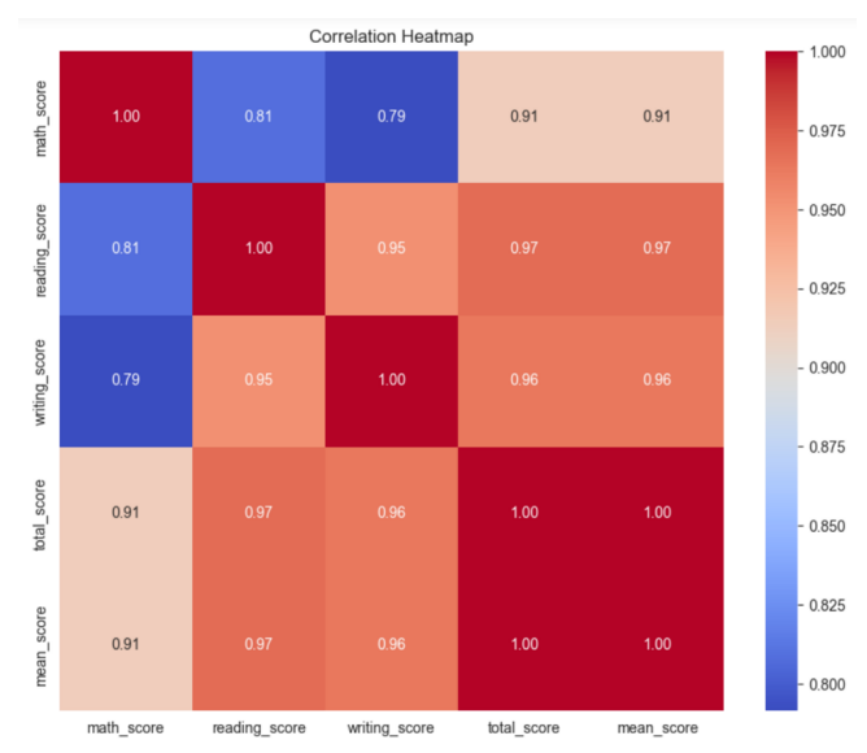 Correlation Heatmap
math_score 1.00 0.81 0.79 0.91 0.91
reading_score 0.81 1.00 0.95 0.97 0.97
writing_score 0.79 0.95 1.00 0.96 0.96
total_score 0.91 0.97 0.96 1.00 1.00
mean_score 0.91 0.97 0.96 1.00 1.00
math_score reading_score writing_score total_score mean_score
1.000
0.975
0.950
0.925
0.900
0.875
0.850
0.825
0.800